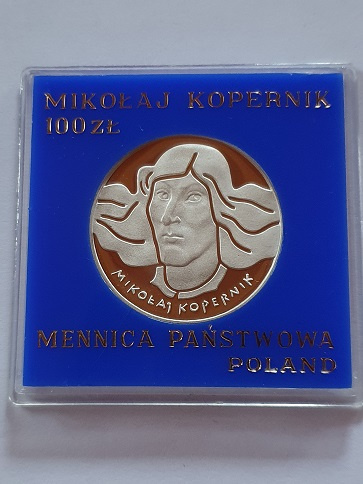 MIKOŁAJ KOPERNIK
100 ZŁ
MIKOŁAJ KOPERNIK
MENNICA PAŃSTWOWA
POLAND